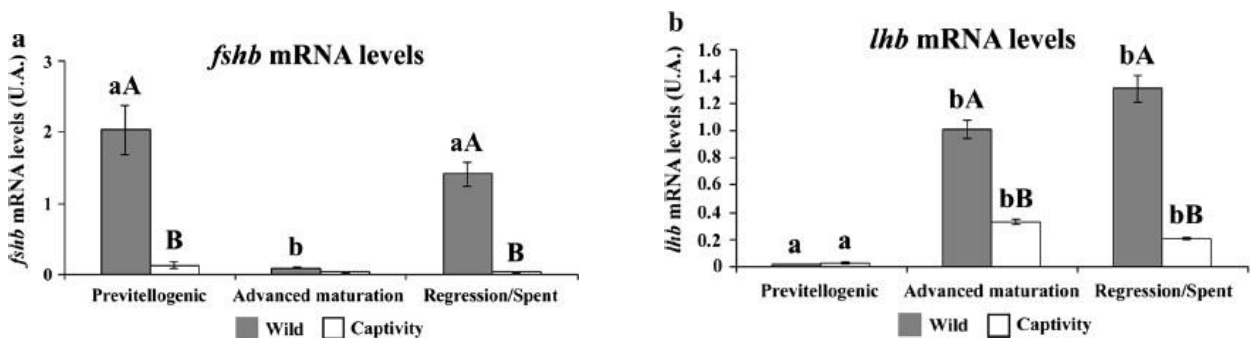 a
fshb mRNA levels
fshb mRNA levels (U.A.)
3
2
1
0
aA
B
b
aA
B
Previtellogenic
Advanced maturation
Regression/Spent
Wild
Captivity
b
lhb mRNA levels
lhb mRNA levels (U.A.)
1.6
1.4
1.2
1.0
0.8
0.6
0.4
0.2
0
a
a
bA
bB
bA
bB
Previtellogenic
Advanced maturation
Regression/Spent
Wild
Captivity